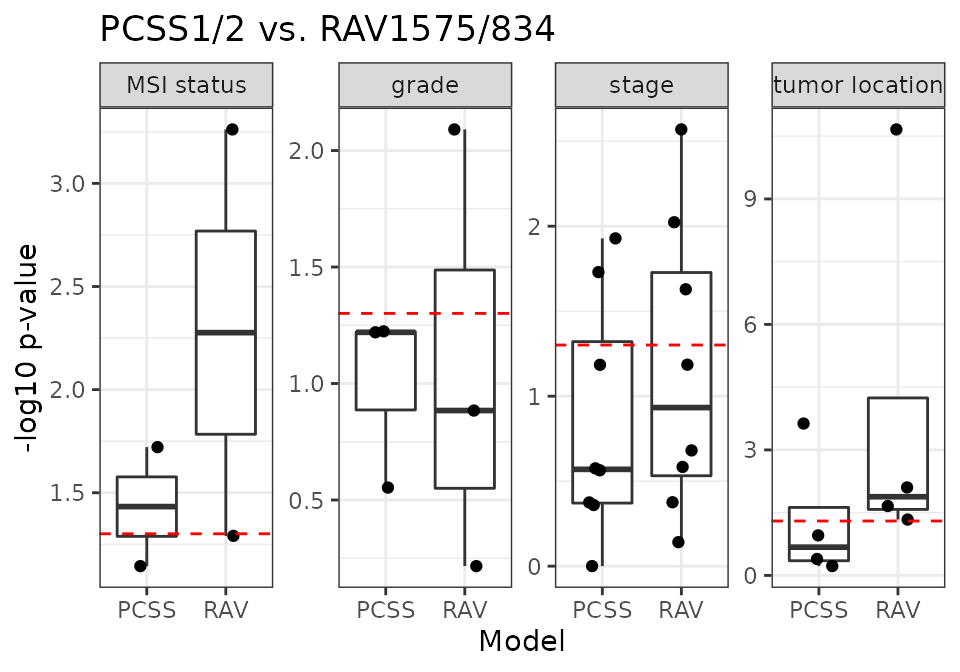 PCSS1/2 vs. RAV1575/834
MSI status
grade
stage
tumor location
-log10 p-value
3.0
2.5
2.0
1.5
2.0
1.5
1.0
0.5
2
1
0
9
6
3
0
PCSS RAV
PCSS RAV
PCSS RAV
PCSS RAV
Model